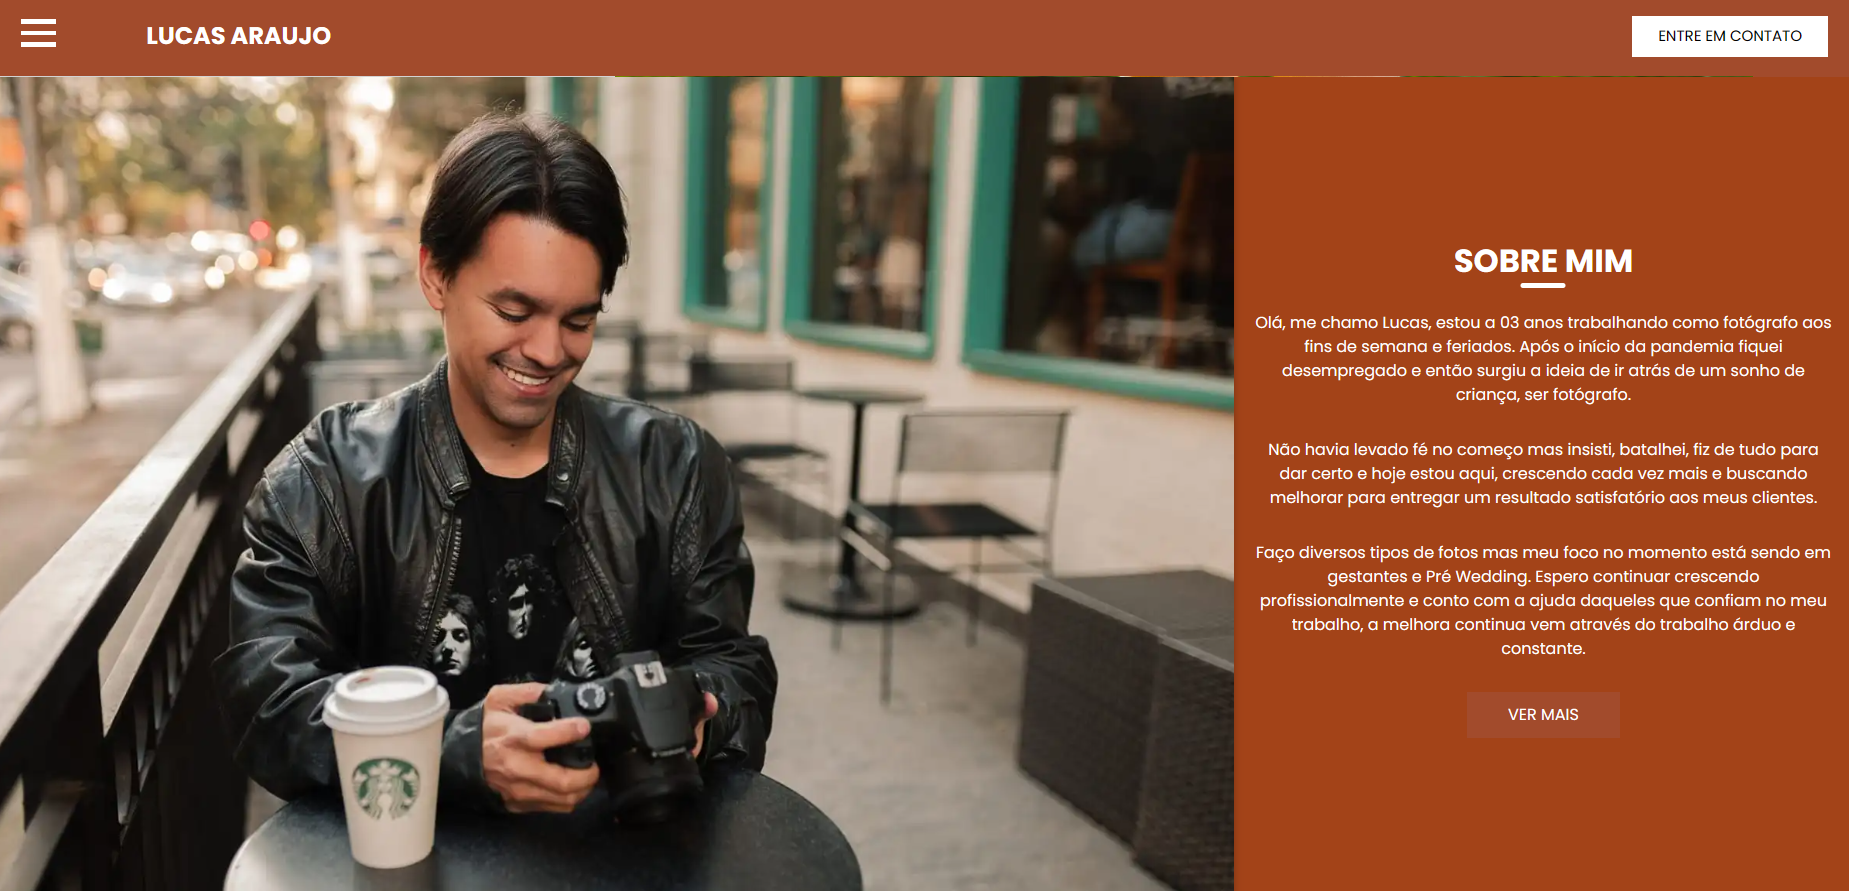 LUCAS ARAUJO
ENTRE EM CONTATO
SOBRE MIM
Olá, me chamo Lucas, estou a 03 anos trabalhando como fotógrafo aos
fins de semana e feriados. Após o início da pandemia fiquei
desempregado e então surgiu a ideia de ir atrás de um sonho de
criança, ser fotógrafo.
Não havia levado fé no começo mas insisti, batalhei, fiz de tudo para
dar certo e hoje estou aqui, crescendo cada vez mais e buscando
melhorar para entregar um resultado satisfatório aos meus clientes.
Faço diversos tipos de fotos mas meu foco no momento está sendo em
gestantes e Pré Wedding. Espero continuar crescendo
profissionalmente e conto com a ajuda daqueles que confiam no meu
trabalho, a melhora continua vem através do trabalho árduo e
constante.
VER MAIS